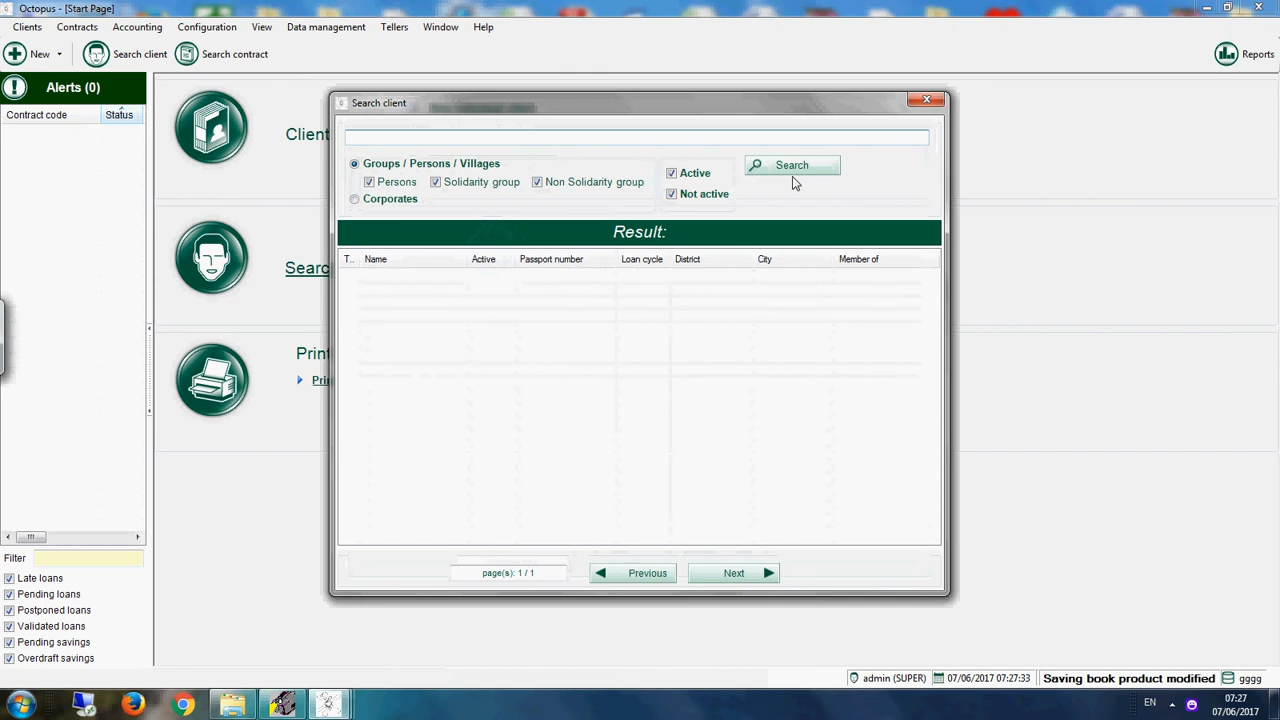 Octopus - [Start Page]
Clients Contracts Accounting Configuration View Data management Tellers Window Help
New Search client Search contract Reports
Alerts (0)
Contract code Status
Search client
Groups / Persons / Villages
Persons Solidarity group Non Solidarity group
Corporates
Active
Not active
Search
Result:
T.. Name Active Passport number Loan cycle District City Member of
page(s): 1 / 1 Previous Next
Client
Searc
Print
Prin
Filter
Late loans
Pending loans
Postponed loans
Validated loans
Pending savings
Overdraft savings
admin (SUPER) 07/06/2017 07:27:33 Saving book product modified gggg
EN 07:27
07/06/2017